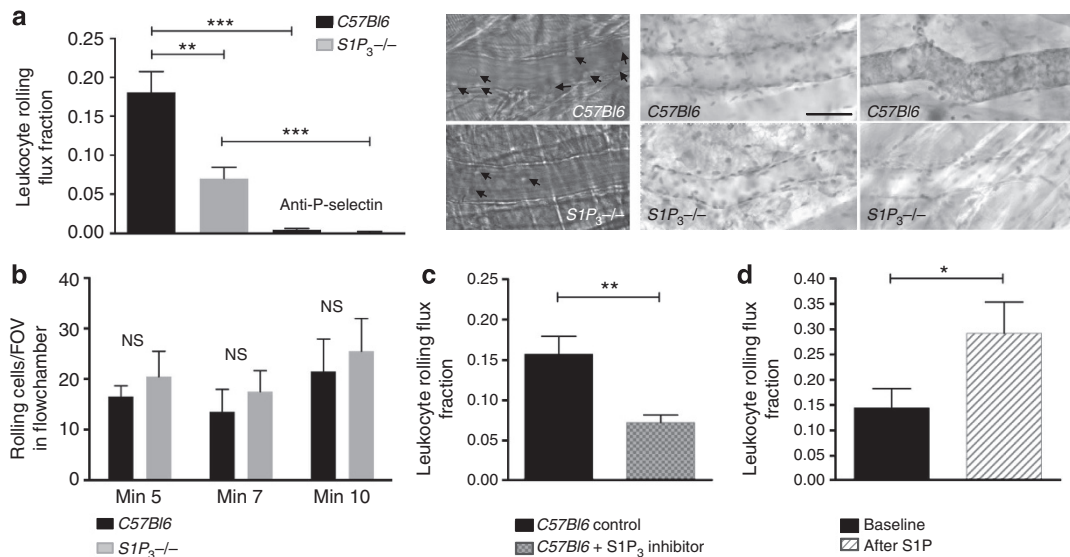 a
Leukocyte rolling
flux fraction
0.25
0.20
0.15
0.10
0.05
0.00
***
**
***
C57Bl6
S1P3–/–
Anti-P-selectin
C57Bl6
C57Bl6
C57Bl6
S1P3–/–
S1P3–/–
S1P3–/–
b
Rolling cells/FOV
in flowchamber
40
30
20
10
0
NS
NS
NS
Min 5
Min 7
Min 10
C57Bl6
S1P3–/–
c
Leukocyte rolling flux
fraction
0.25
0.20
0.15
0.10
0.05
0.00
**
C57Bl6 control
C57Bl6 + S1P3 inhibitor
d
Leukocyte rolling flux
fraction
0.40
0.35
0.30
0.25
0.20
0.15
0.10
0.05
0.00
*
Baseline
After S1P